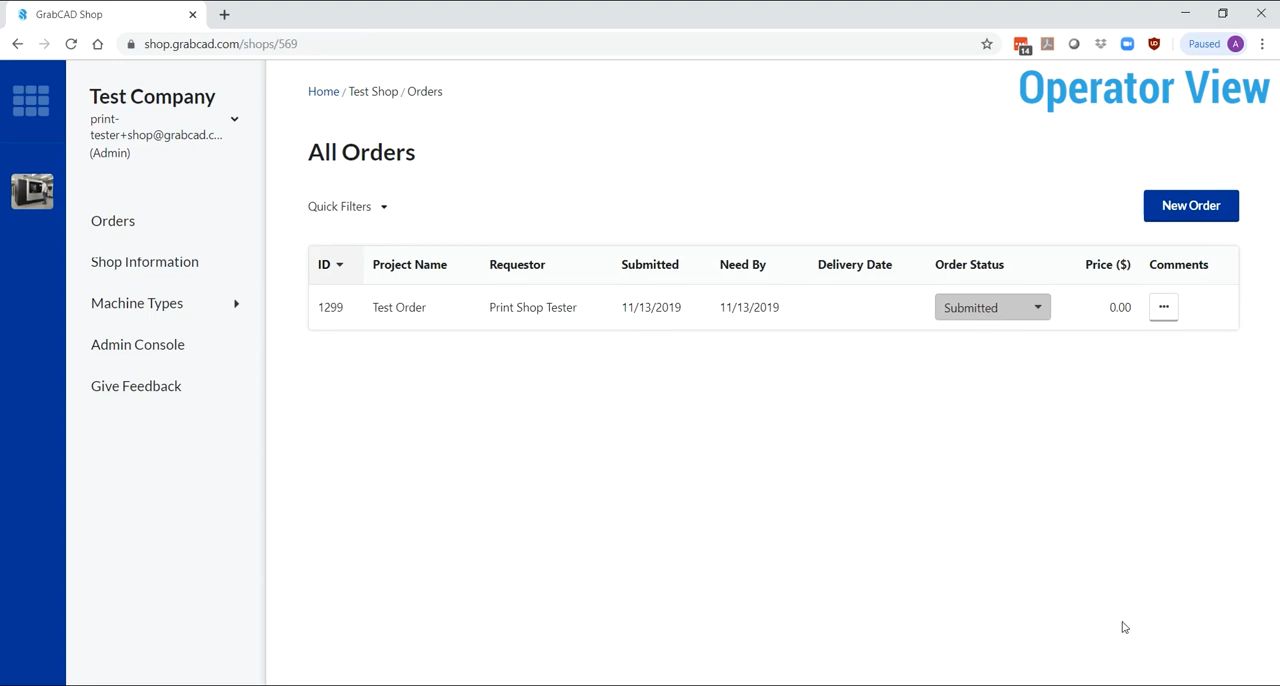 GrabCAD Shop
shop.grabcad.com/shops/569
14
Paused A
Operator View
Test Company
print-
tester+shop@grabcad.c...
(Admin)
Orders
Shop Information
Machine Types
Admin Console
Give Feedback
Home / Test Shop / Orders
All Orders
Quick Filters
New Order
ID Project Name Requestor Submitted Need By Delivery Date Order Status Price ($) Comments
1299 Test Order Print Shop Tester 11/13/2019 11/13/2019 Submitted 0.00 ...